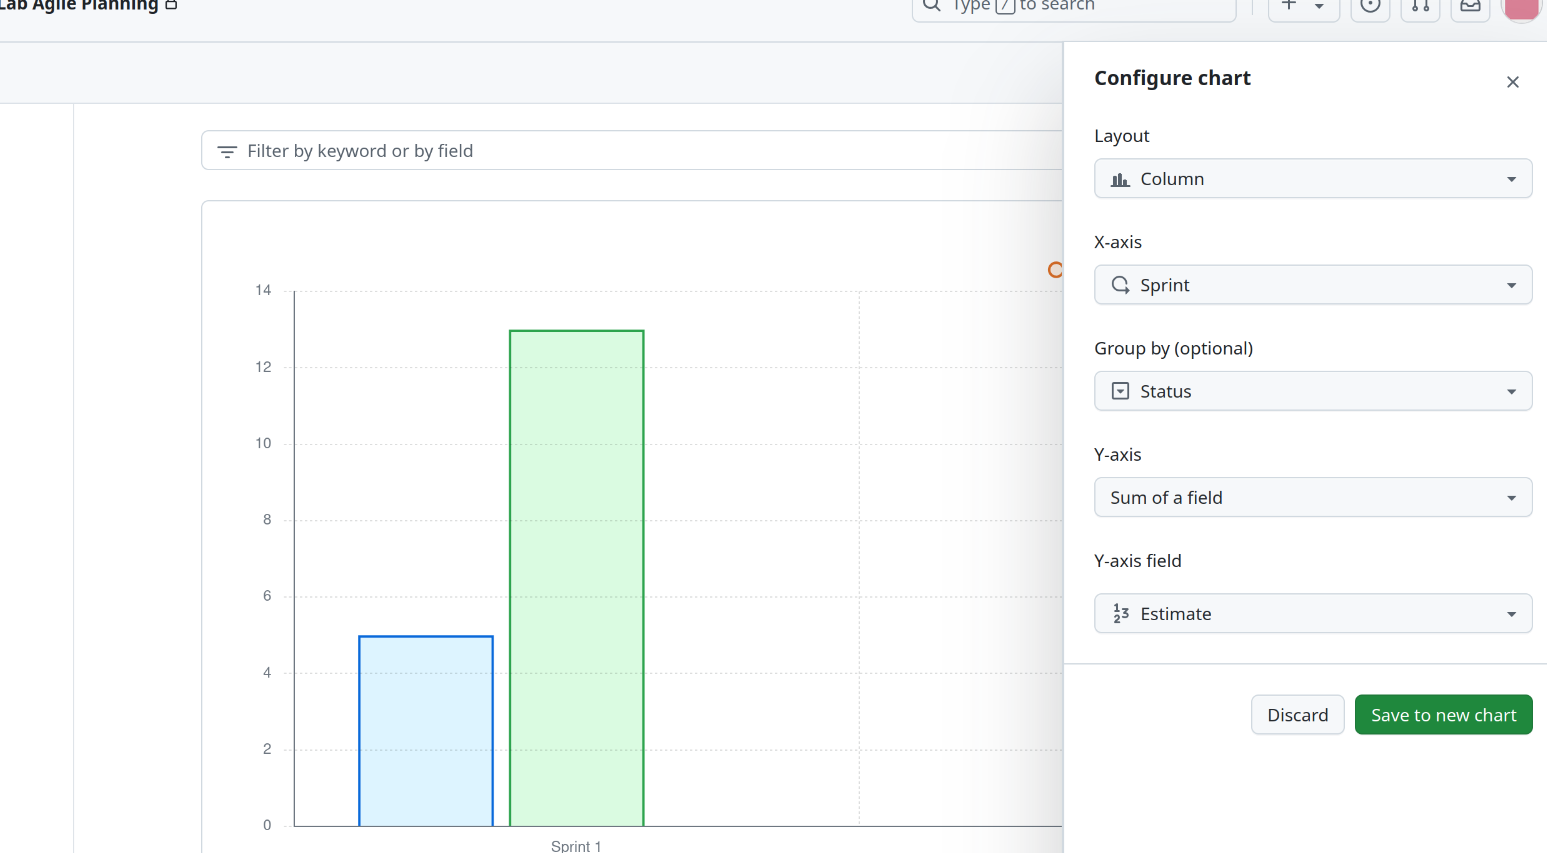 Lab Agile Planning
Type / to search
Configure chart
Layout
Column
X-axis
Sprint
Group by (optional)
Status
Y-axis
Sum of a field
Y-axis field
Estimate
Discard
Save to new chart
Filter by keyword or by field
14
12
10
8
6
4
2
0
Sprint 1